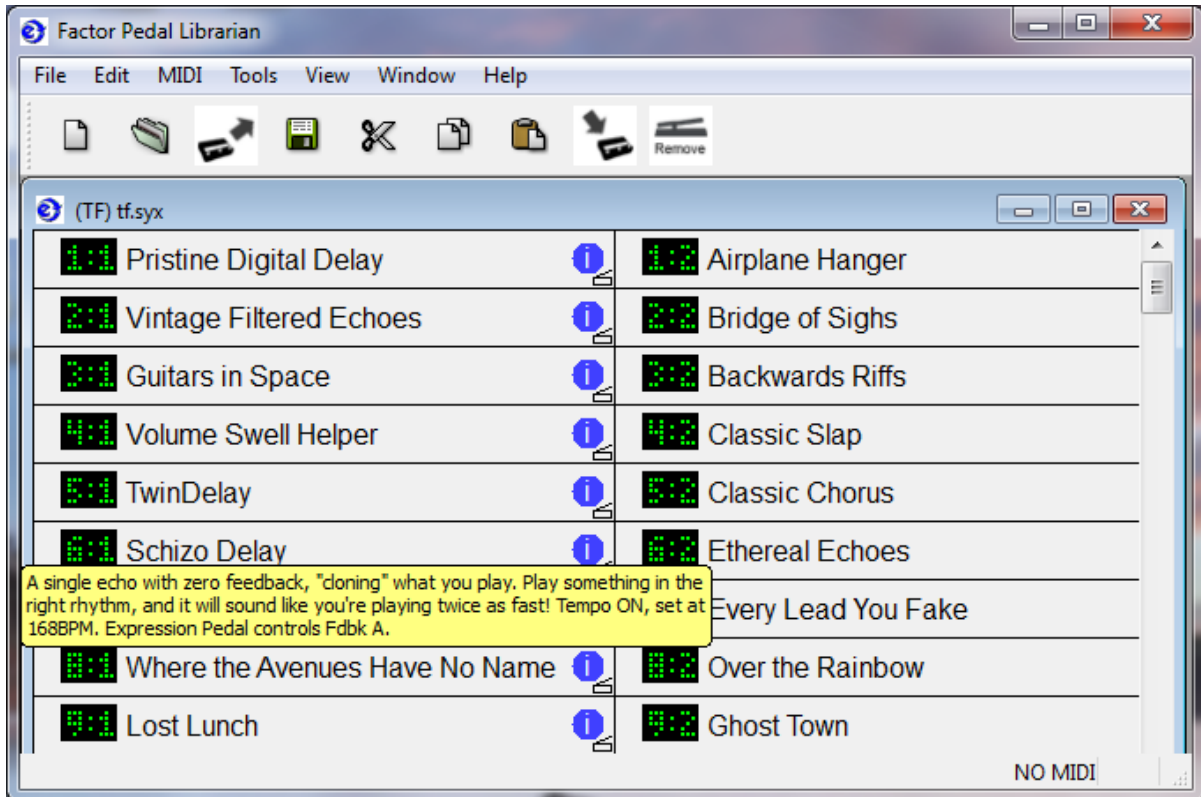 Factor Pedal Librarian
File Edit MIDI Tools View Window Help
Remove
(TF) tf.syx
1:1 Pristine Digital Delay 1:2 Airplane Hanger
2:1 Vintage Filtered Echoes 2:2 Bridge of Sighs
3:1 Guitars in Space 3:2 Backwards Riffs
4:1 Volume Swell Helper 4:2 Classic Slap
5:1 TwinDelay 5:2 Classic Chorus
6:1 Schizo Delay 6:2 Ethereal Echoes
A single echo with zero feedback, "cloning" what you play. Play something in the
right rhythm, and it will sound like you're playing twice as fast! Tempo ON, set at
168BPM. Expression Pedal controls Fdbk A.
Every Lead You Fake
8:1 Where the Avenues Have No Name 8:2 Over the Rainbow
9:1 Lost Lunch 9:2 Ghost Town
NO MIDI